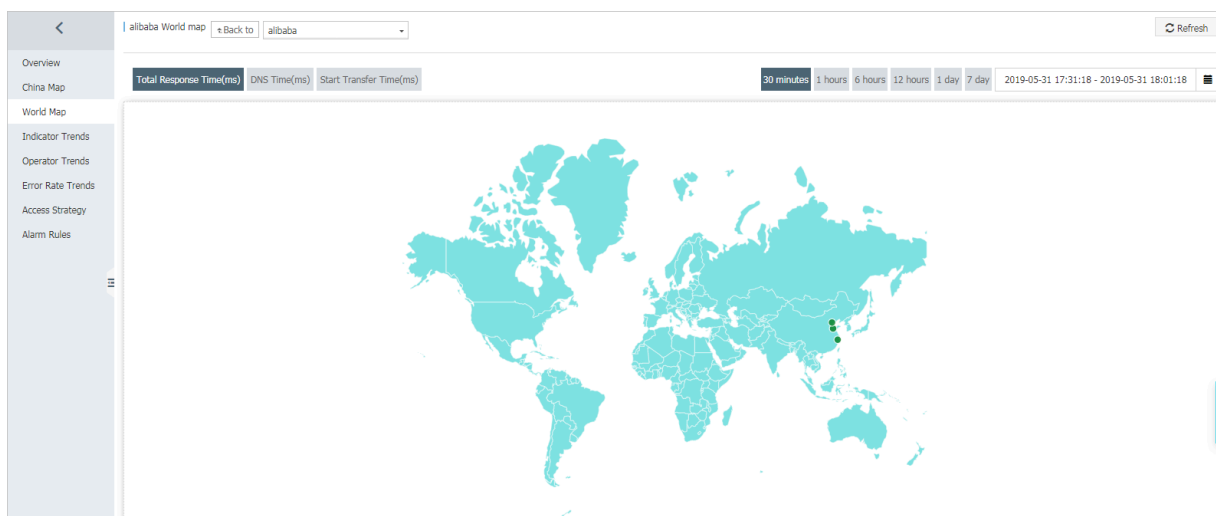 alibaba World map Back to alibaba Refresh
Overview
China Map
World Map
Indicator Trends
Operator Trends
Error Rate Trends
Access Strategy
Alarm Rules
Total Response Time(ms) DNS Time(ms) Start Transfer Time(ms) 30 minutes 1 hours 6 hours 12 hours 1 day 7 day 2019-05-31 17:31:18 - 2019-05-31 18:01:18